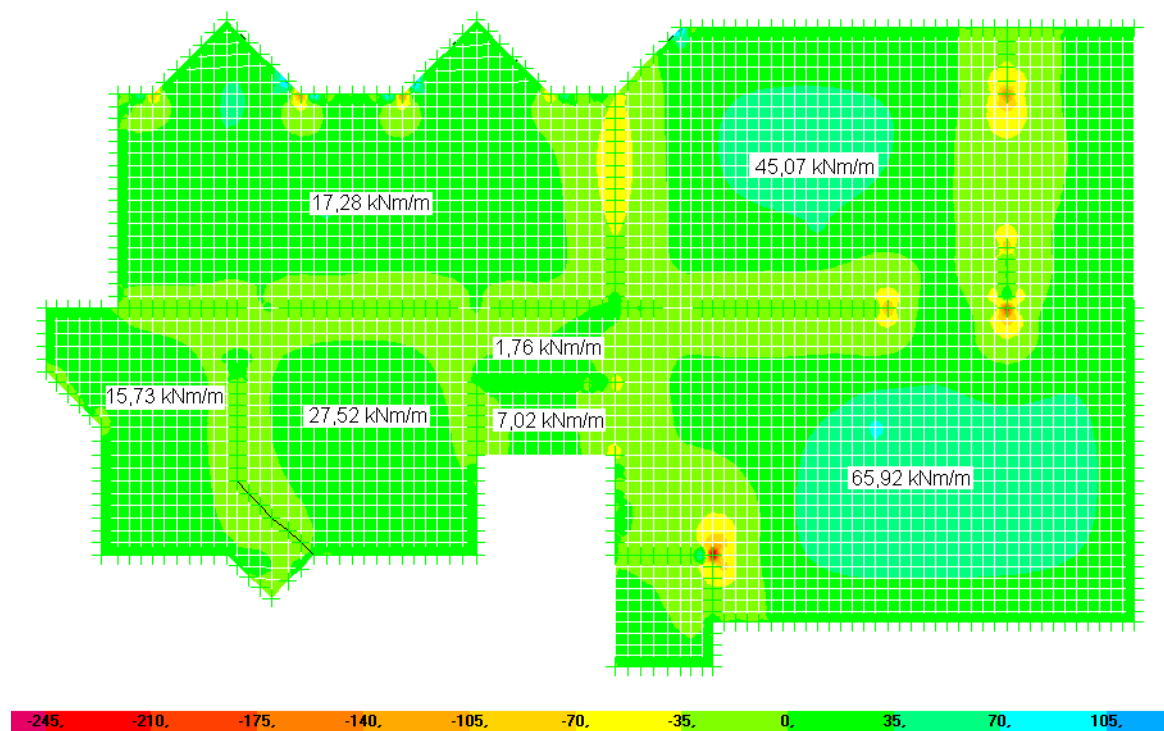 45,07 kNm/m
17,28 kNm/m
1,76 kNm/m
15,73 kNm/m
27,52 kNm/m
7,02 kNm/m
65,92 kNm/m
-245, -210, -175, -140, -105, -70, -35, 0, 35, 70, 105,